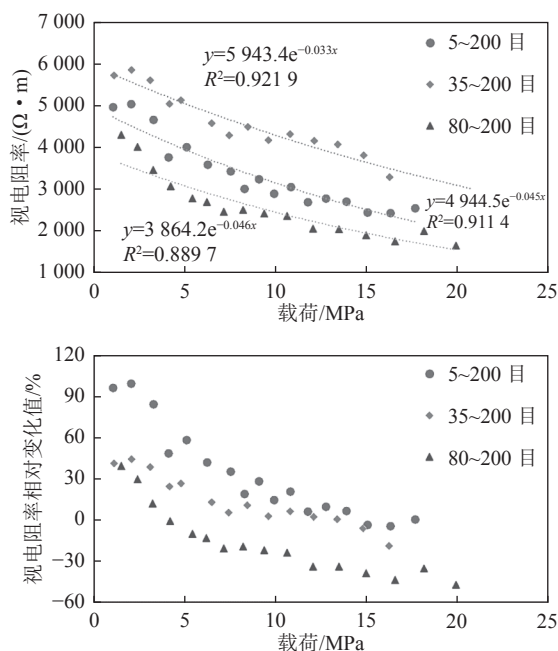 7 000
6 000
5 000
4 000
3 000
2 000
1 000
视电阻率/(Ω•m)
y=5 943.4e^{-0.033x}
R²=0.921 9
5~200 目
35~200 目
80~200 目
y=4 944.5e^{-0.045x}
R²=0.911 4
y=3 864.2e^{-0.046x}
R²=0.889 7
0 5 10 15 20 25
载荷/MPa
120
90
60
30
0
−30
−60
视电阻率相对变化值/%
5~200 目
35~200 目
80~200 目
0 5 10 15 20 25
载荷/MPa